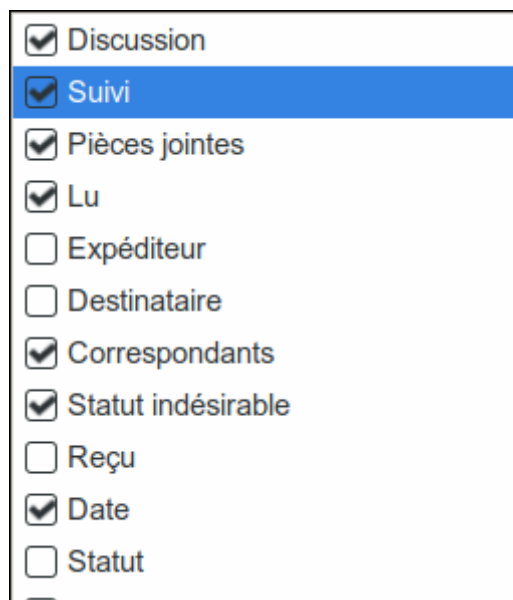 Discussion
Suivi
Pièces jointes
Lu
Expéditeur
Destinataire
Correspondants
Statut indésirable
Reçu
Date
Statut